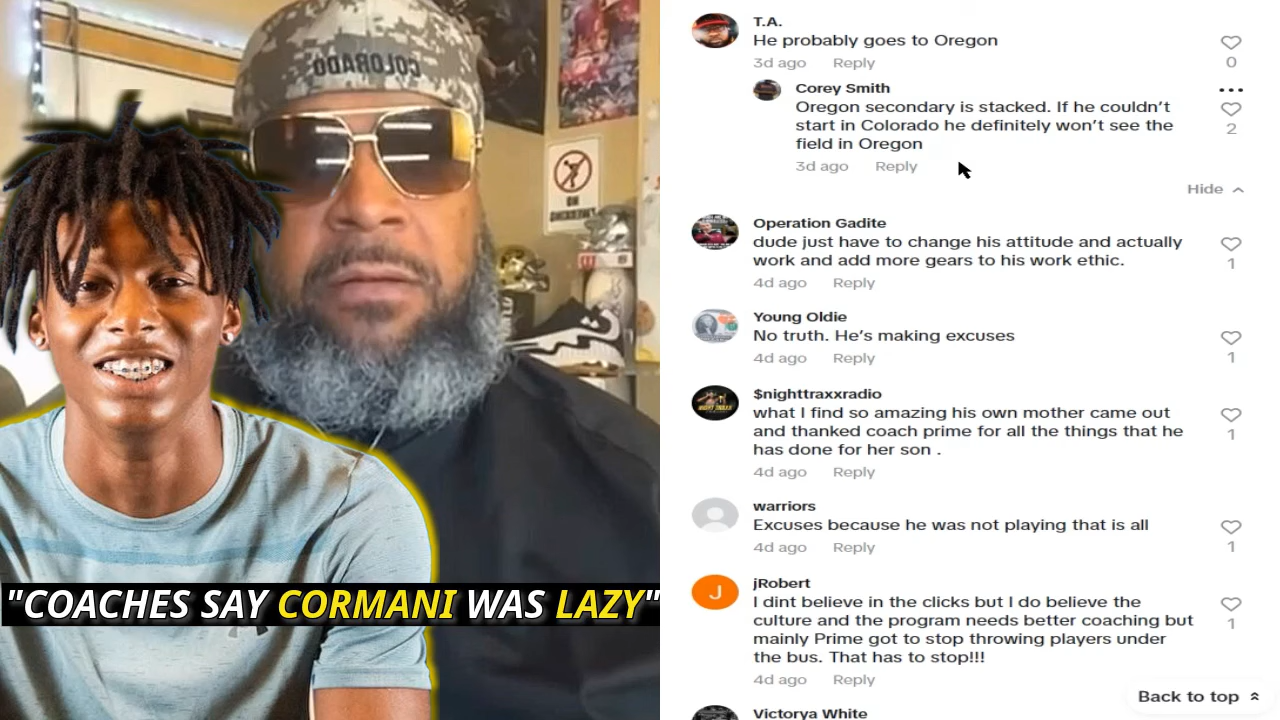 COLORADO
NO
"COACHES SAY CORMANI WAS LAZY"
T.A.
He probably goes to Oregon
3d ago Reply
0
Corey Smith
Oregon secondary is stacked. If he couldn't
start in Colorado he definitely won't see the
field in Oregon
3d ago Reply
2
Hide
Operation Gadite
dude just have to change his attitude and actually
work and add more gears to his work ethic.
4d ago Reply
1
Young Oldie
No truth. He's making excuses
4d ago Reply
1
$nighttraxxradio
what I find so amazing his own mother came out
and thanked coach prime for all the things that he
has done for her son .
4d ago Reply
1
warriors
Excuses because he was not playing that is all
4d ago Reply
1
J
jRobert
I dint believe in the clicks but I do believe the
culture and the program needs better coaching but
mainly Prime got to stop throwing players under
the bus. That has to stop!!!
4d ago Reply
1
Back to top
Victorya White